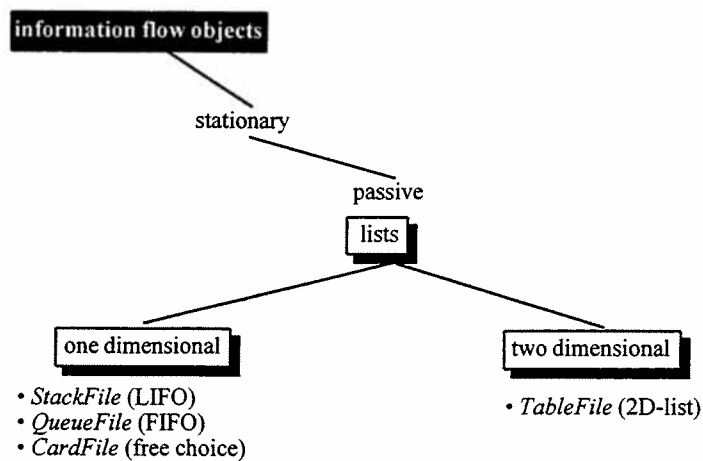 information flow objects
stationary
passive
lists
one dimensional
two dimensional
• StackFile (LIFO)
• QueueFile (FIFO)
• CardFile (free choice)
• TableFile (2D-list)